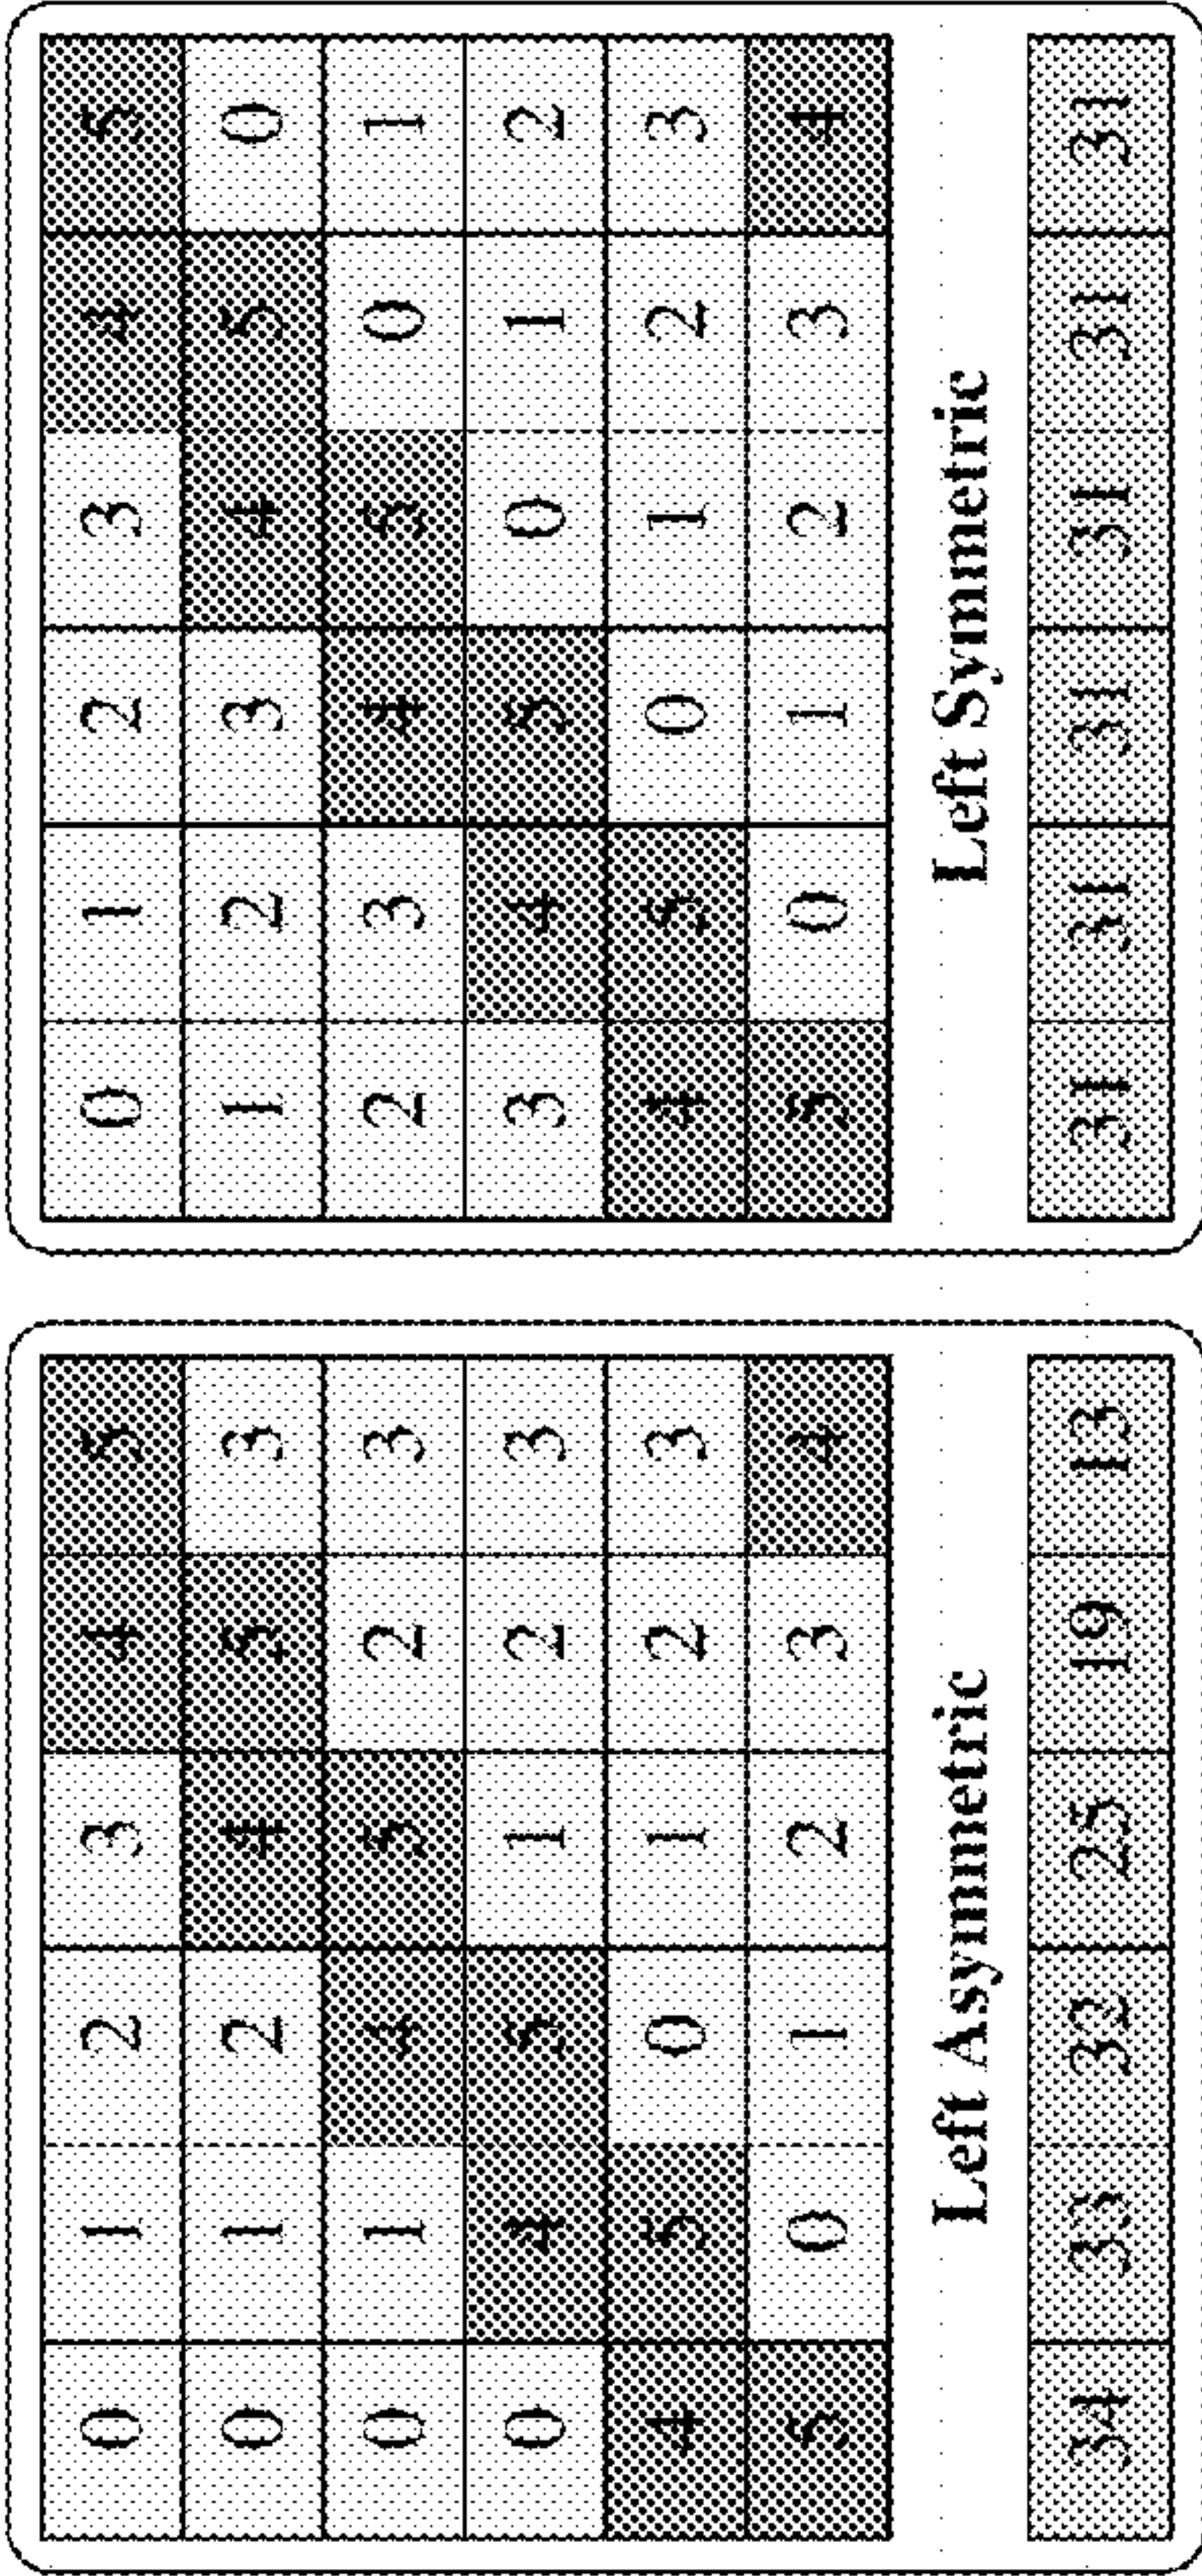 0 1 2 3 4 5
0 1 2 4 5 3
0 1 4 5 2 3
0 4 5 1 2 3
4 5 0 1 2 3
5 0 1 2 3 4
Left Asymmetric
34 33 32 25 19 13
0 1 2 3 4 5
1 2 3 4 5 0
2 3 4 5 0 1
3 4 5 0 1 2
4 5 0 1 2 3
5 0 1 2 3 4
Left Symmetric
31 31 31 31 31 31